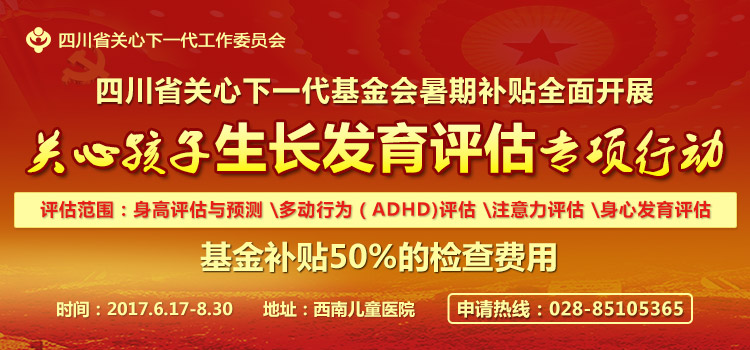 四川省关心下一代工作委员会
四川省关心下一代基金会暑期补贴全面开展
关心孩子生长发育评估专项行动
评估范围：身高评估与预测 \多动行为（ADHD)评估 \注意力评估 \身心发育评估
基金补贴50%的检查费用
时间：2017.6.17-8.30 地址：西南儿童医院 申请热线：028-85105365